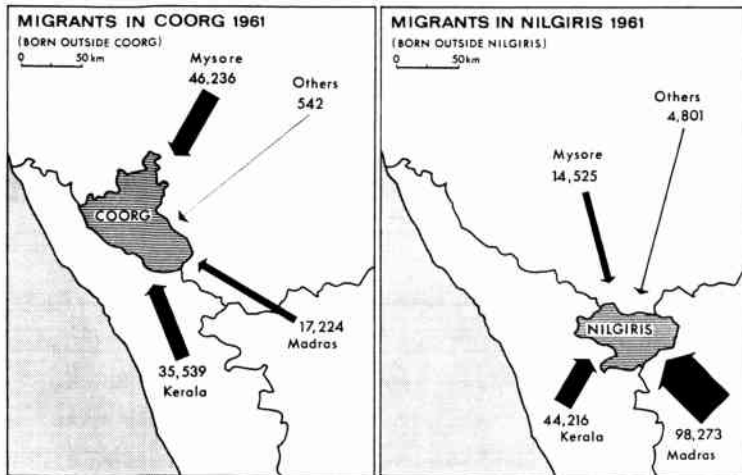 MIGRANTS IN COORG 1961
(BORN OUTSIDE COORG)
0 50km
Mysore
46,236
Others
542
COORG
17,224
Madras
35,539
Kerala
MIGRANTS IN NILGIRIS 1961
(BORN OUTSIDE NILGIRIS)
0 50km
Others
4,801
Mysore
14,525
NILGIRIS
44,216
Kerala
98,273
Madras